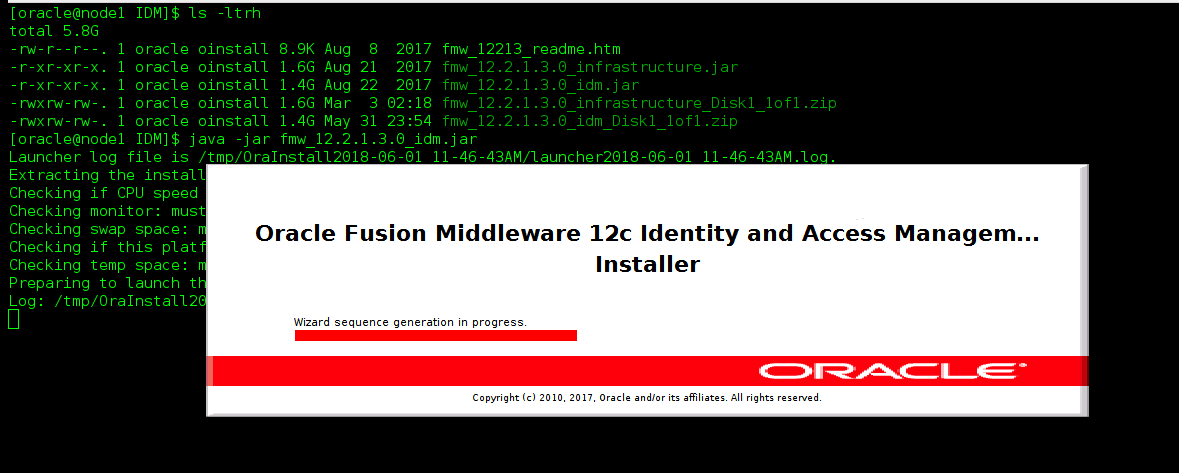 [oracle@node1 IDM]$ ls -ltrh
total 5.8G
-rw-r--r--. 1 oracle oinstall 8.9K Aug  8  2017 fmw_12213_readme.htm
-r-xr-xr-x. 1 oracle oinstall 1.6G Aug 21  2017 fmw_12.2.1.3.0_infrastructure.jar
-r-xr-xr-x. 1 oracle oinstall 1.4G Aug 22  2017 fmw_12.2.1.3.0_idm.jar
-rwxrw-rw-. 1 oracle oinstall 1.6G Mar  3 02:18 fmw_12.2.1.3.0_infrastructure_Disk1_1of1.zip
-rwxrw-rw-. 1 oracle oinstall 1.4G May 31 23:54 fmw_12.2.1.3.0_idm_Disk1_1of1.zip
[oracle@node1 IDM]$ java -jar fmw_12.2.1.3.0_idm.jar
Launcher log file is /tmp/OraInstall2018-06-01_11-46-43AM/launcher2018-06-01_11-46-43AM.log.
Extracting the install
Checking if CPU speed
Checking monitor: must
Checking swap space: m
Checking if this platf
Checking temp space: m
Preparing to launch th
Log: /tmp/OraInstall20
Oracle Fusion Middleware 12c Identity and Access Managem...
Installer
Wizard sequence generation in progress.
ORACLE
Copyright (c) 2010, 2017, Oracle and/or its affiliates. All rights reserved.